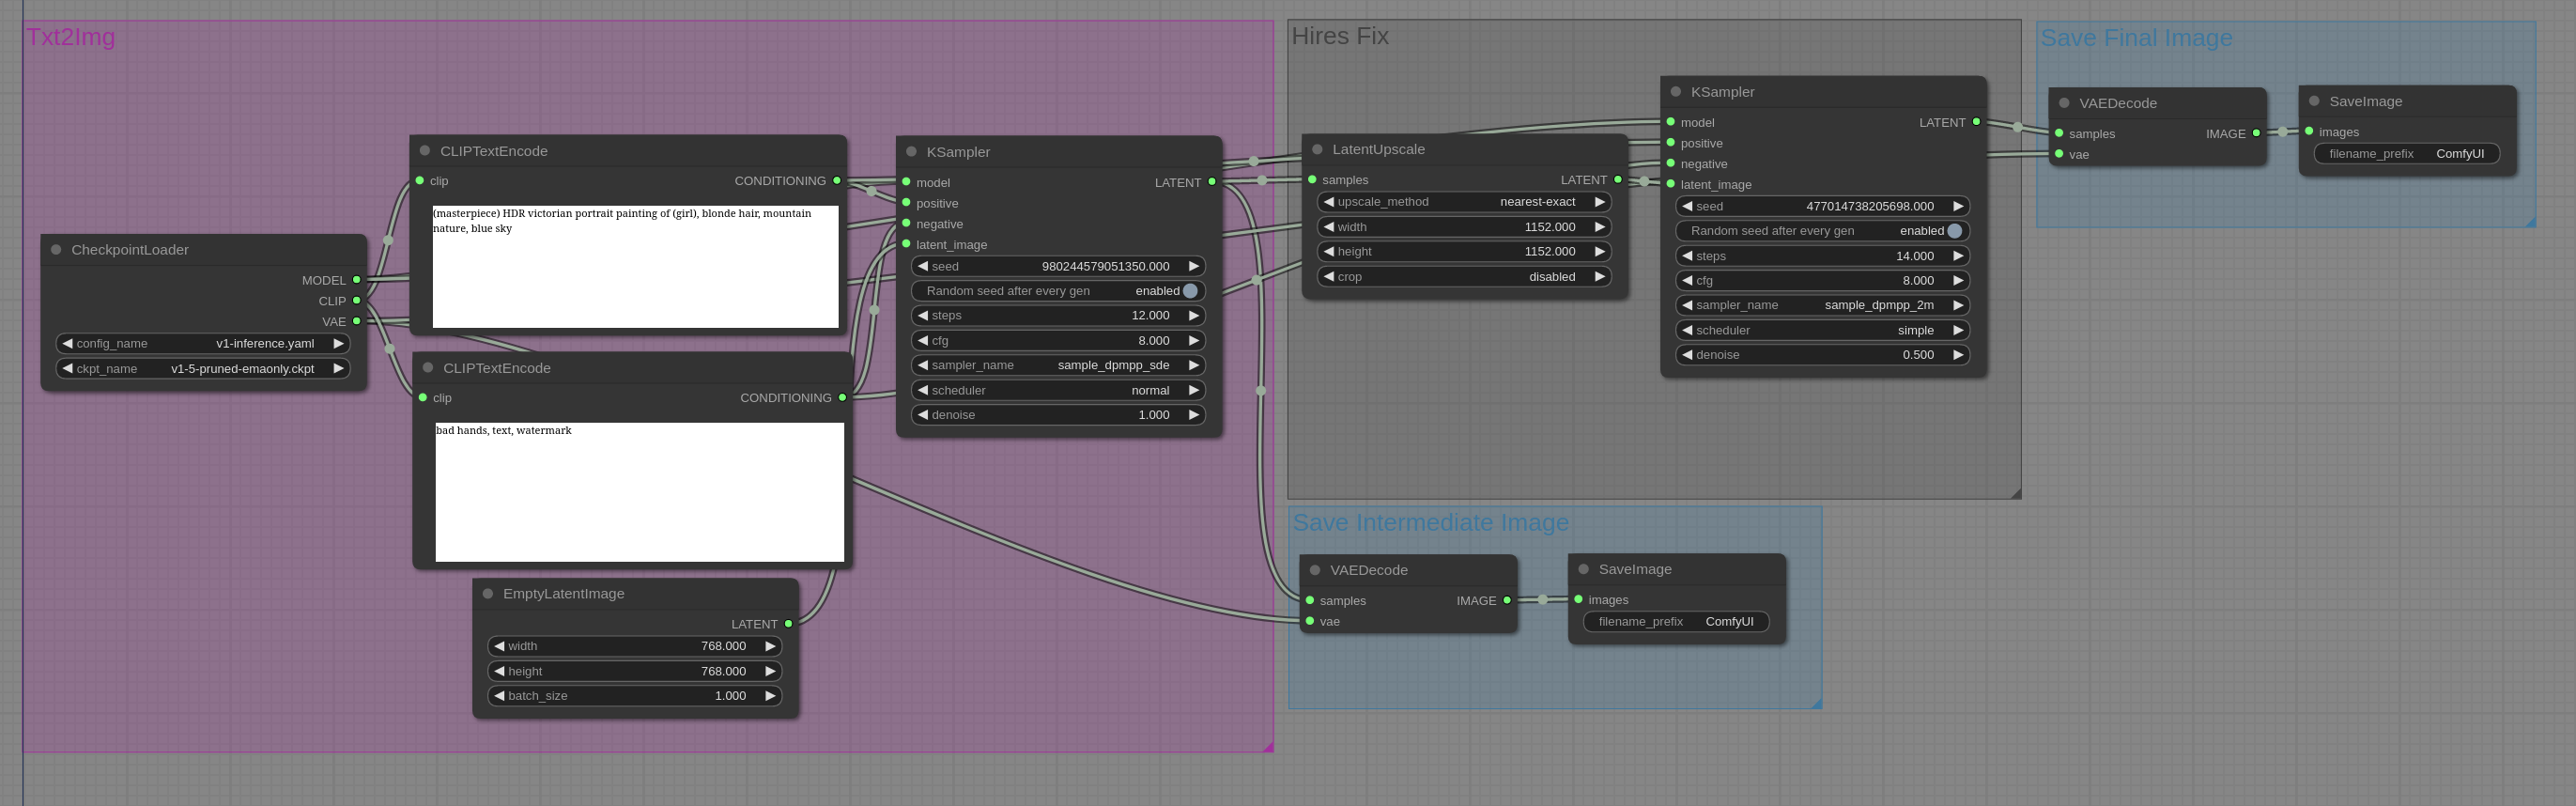 Txt2Img
CheckpointLoader
MODEL
CLIP
VAE
config_name v1-inference.yaml
ckpt_name v1-5-pruned-emaonly.ckpt
CLIPTextEncode
clip CONDITIONING
(masterpiece) HDR victorian portrait painting of (girl), blonde hair, mountain
nature, blue sky
CLIPTextEncode
clip CONDITIONING
bad hands, text, watermark
EmptyLatentImage
LATENT
width 768.000
height 768.000
batch_size 1.000
KSampler
model LATENT
positive
negative
latent_image
seed 980244579051350.000
Random seed after every gen enabled
steps 12.000
cfg 8.000
sampler_name sample_dpmpp_sde
scheduler normal
denoise 1.000
Hires Fix
LatentUpscale
samples LATENT
upscale_method nearest-exact
width 1152.000
height 1152.000
crop disabled
KSampler
model LATENT
positive
negative
latent_image
seed 477014738205698.000
Random seed after every gen enabled
steps 14.000
cfg 8.000
sampler_name sample_dpmpp_2m
scheduler simple
denoise 0.500
Save Intermediate Image
VAEDecode
samples IMAGE
vae
SaveImage
images
filename_prefix ComfyUI
Save Final Image
VAEDecode
samples IMAGE
vae
SaveImage
images
filename_prefix ComfyUI